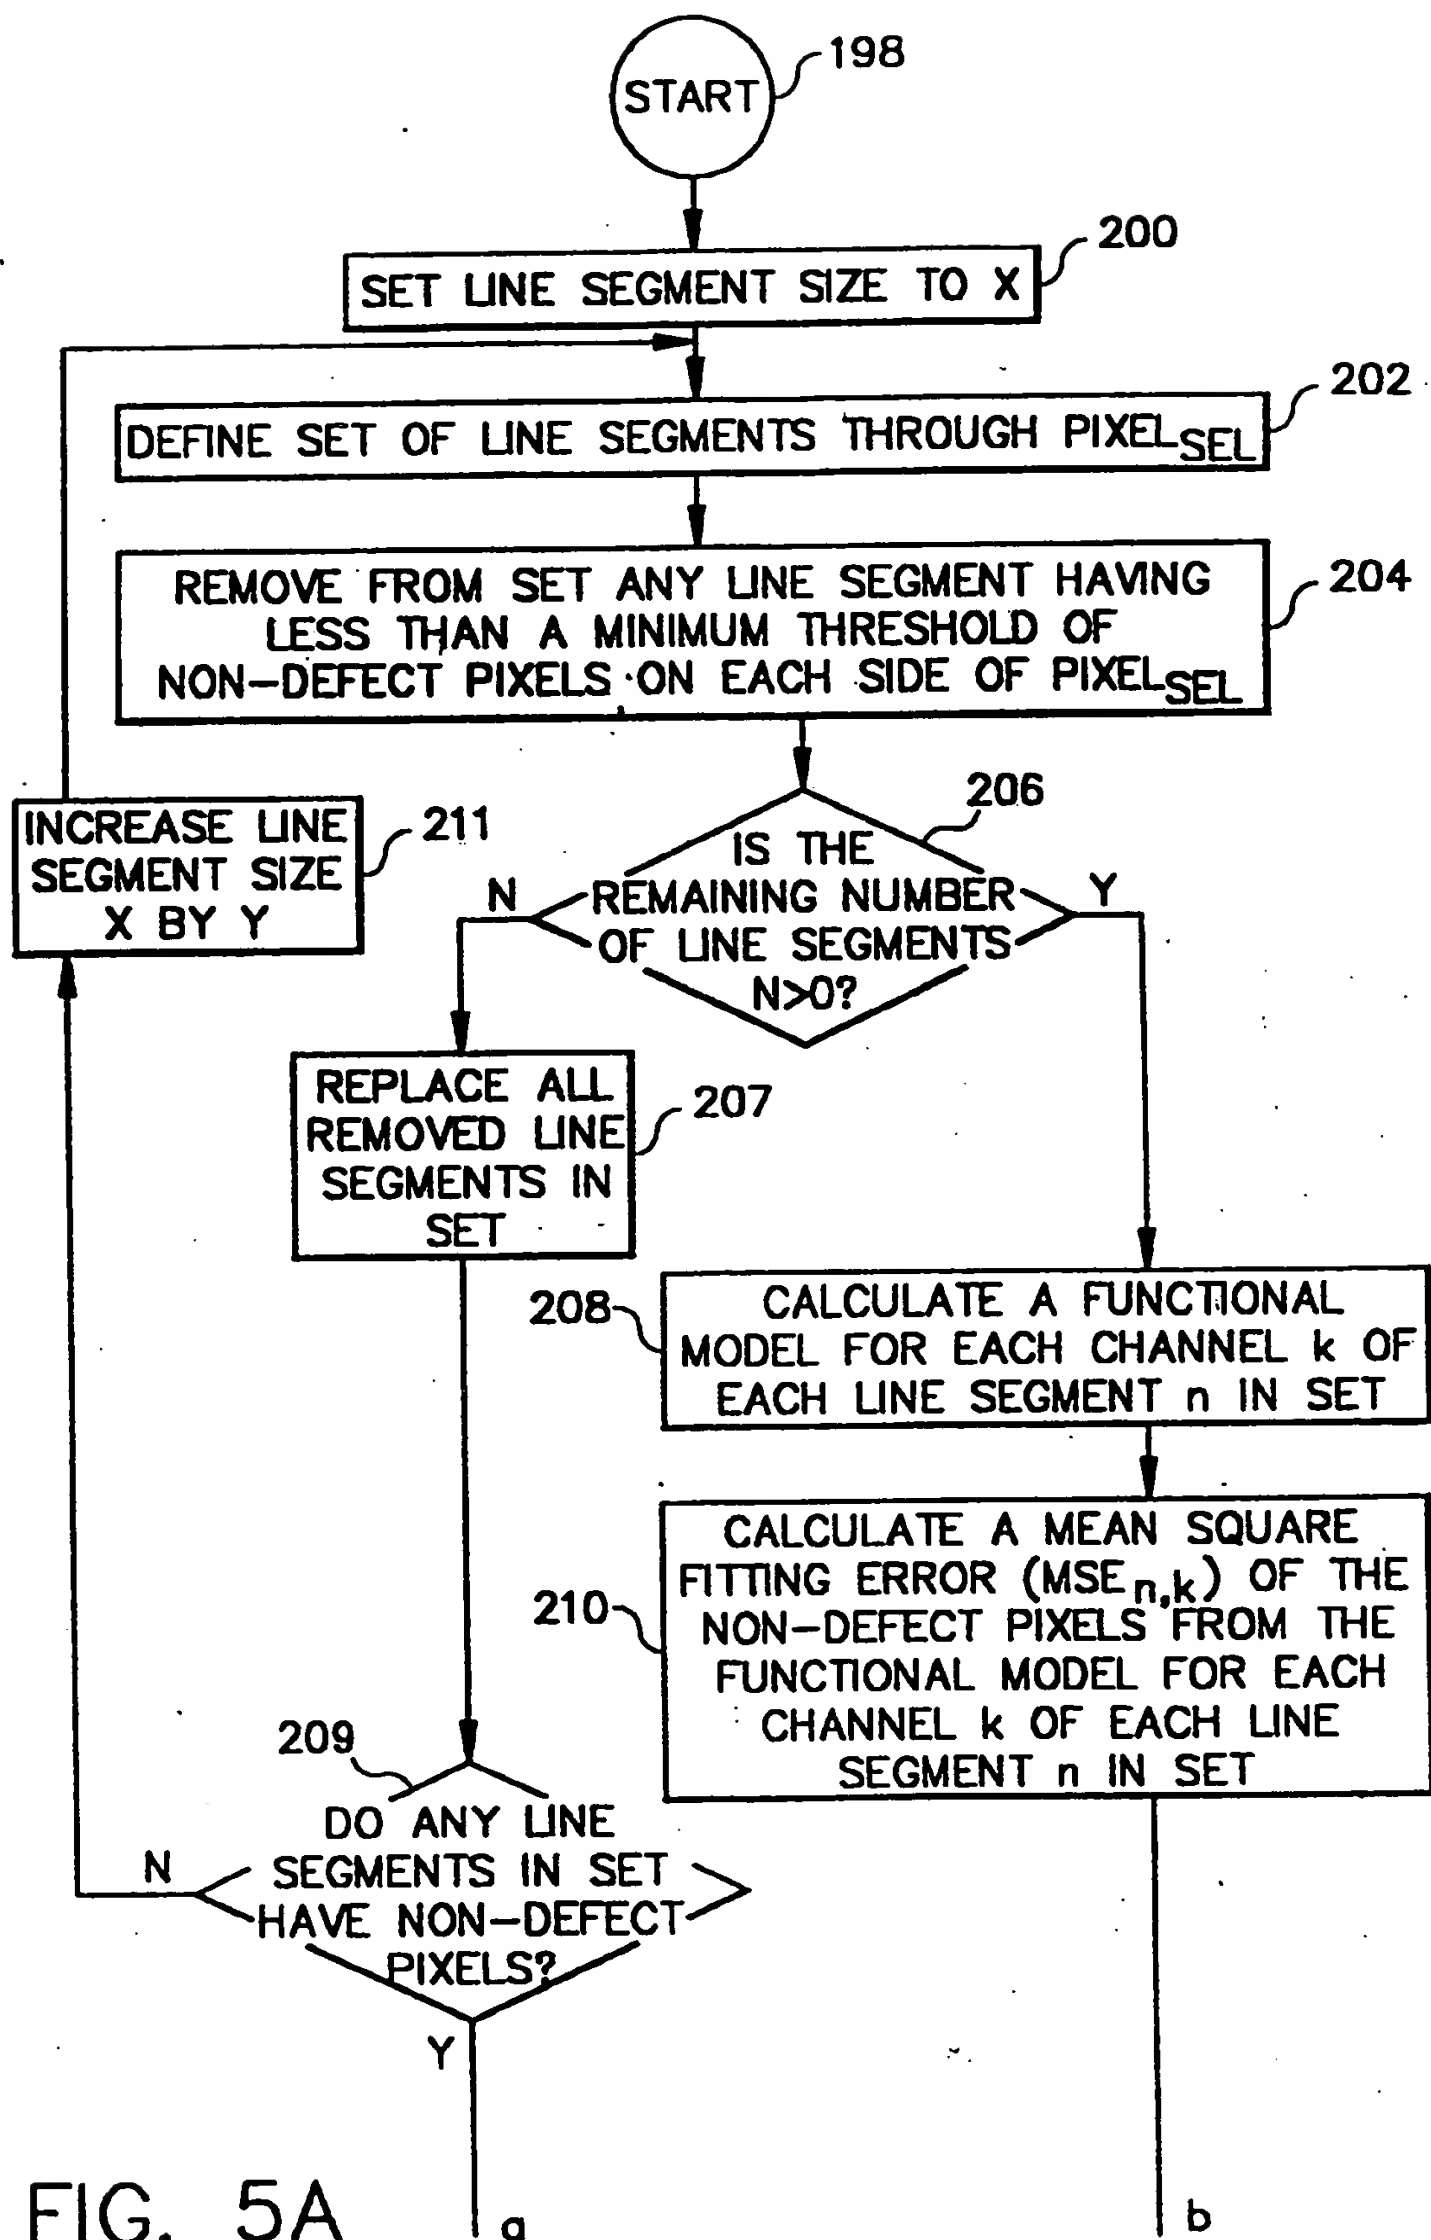 START
198
200
SET LINE SEGMENT SIZE TO X
202
DEFINE SET OF LINE SEGMENTS THROUGH PIXELSEL
204
REMOVE FROM SET ANY LINE SEGMENT HAVING
LESS THAN A MINIMUM THRESHOLD OF
NON-DEFECT PIXELS ON EACH SIDE OF PIXELSEL
206
IS THE
REMAINING NUMBER
OF LINE SEGMENTS
N>0?
N
Y
INCREASE LINE
SEGMENT SIZE
X BY Y
211
REPLACE ALL
REMOVED LINE
SEGMENTS IN
SET
207
208
CALCULATE A FUNCTIONAL
MODEL FOR EACH CHANNEL k OF
EACH LINE SEGMENT n IN SET
210
CALCULATE A MEAN SQUARE
FITTING ERROR (MSEn,k) OF THE
NON-DEFECT PIXELS FROM THE
FUNCTIONAL MODEL FOR EACH
CHANNEL k OF EACH LINE
SEGMENT n IN SET
209
DO ANY LINE
SEGMENTS IN SET
HAVE NON-DEFECT
PIXELS?
N
Y
a
b
FIG. 5A